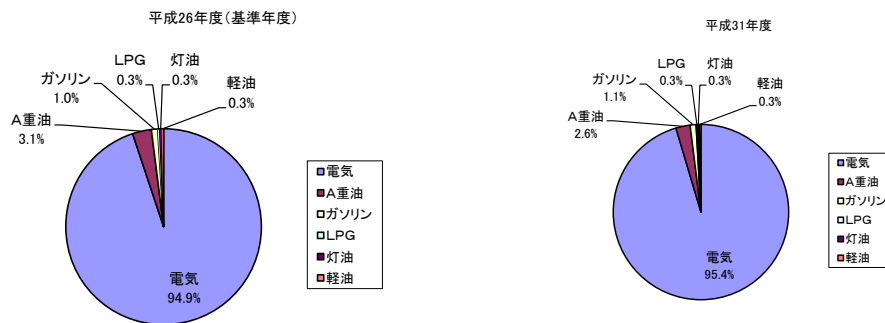 平成26年度(基準年度)
LPG
0.3%
灯油
0.3%
ガソリン
1.0%
軽油
0.3%
A重油
3.1%
電気
94.9%
電気
A重油
ガソリン
LPG
灯油
軽油
平成31年度
LPG
0.3%
灯油
0.3%
ガソリン
1.1%
軽油
0.3%
A重油
2.6%
電気
95.4%
電気
A重油
ガソリン
LPG
灯油
軽油